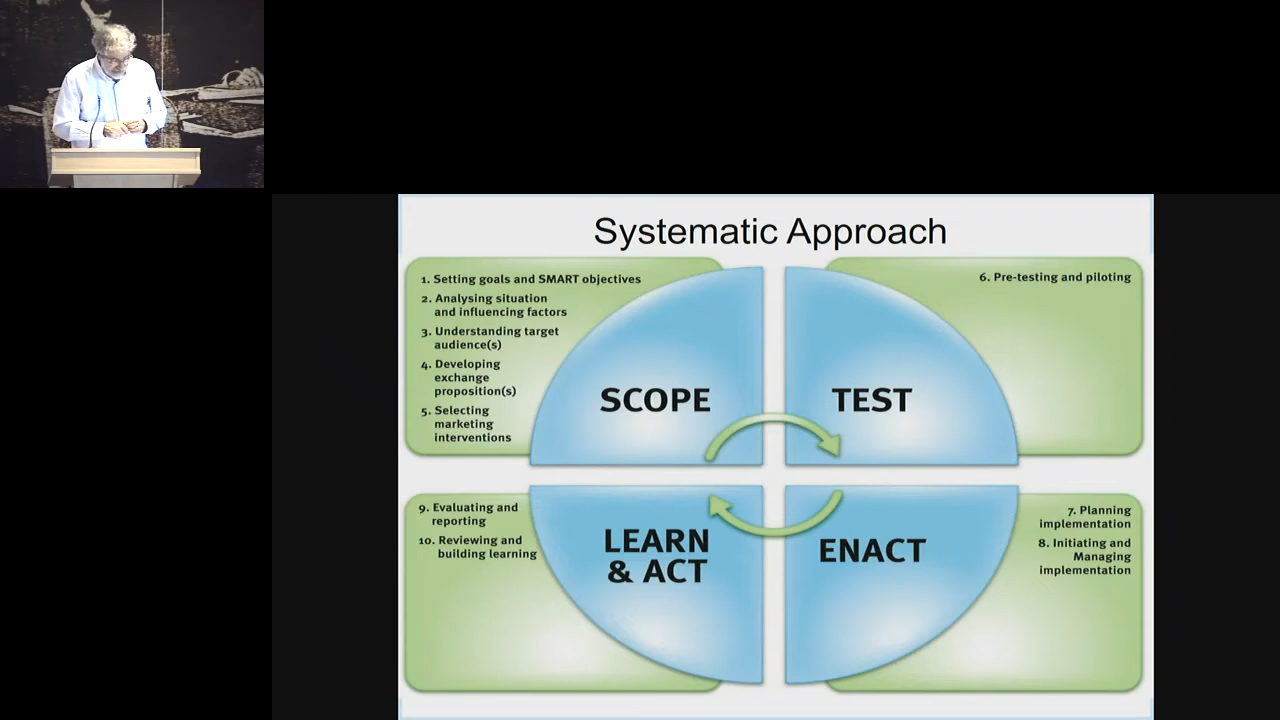 Systematic Approach
1. Setting goals and SMART objectives
2. Analysing situation
and influencing factors
3. Understanding target
audience(s)
4. Developing
exchange
proposition(s)
5. Selecting
marketing
interventions
SCOPE
6. Pre-testing and piloting
TEST
9. Evaluating and
reporting
10. Reviewing and
building learning
LEARN
& ACT
7. Planning
implementation
8. Initiating and
Managing
implementation
ENACT